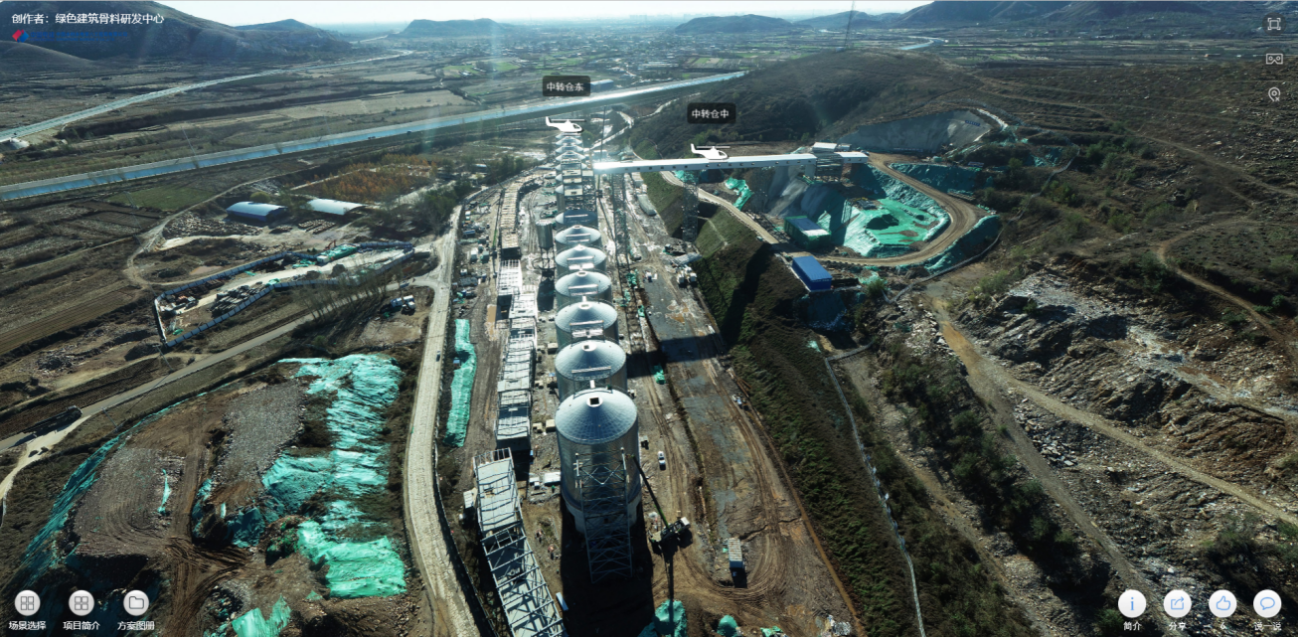 创作者：绿色建筑骨料研发中心
中转仓东
中转仓中
场景选择
项目简介
方案图册
简介
分享
说一说